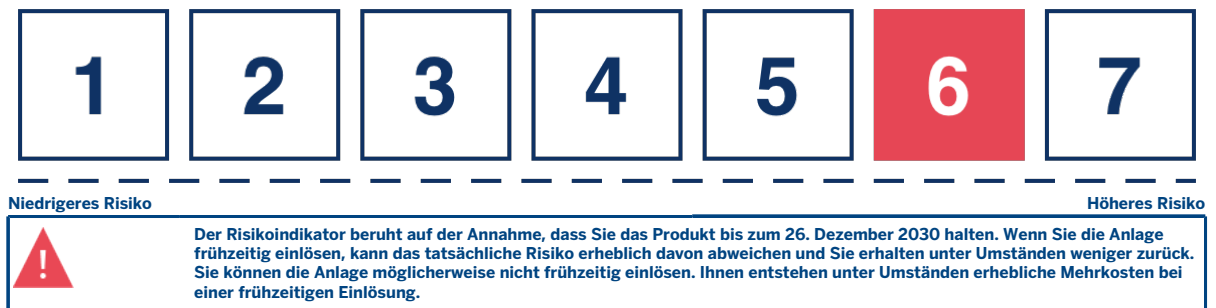 1 2 3 4 5 6 7
Niedrigeres Risiko Höheres Risiko
!
Der Risikoindikator beruht auf der Annahme, dass Sie das Produkt bis zum 26. Dezember 2030 halten. Wenn Sie die Anlage
frühzeitig einlösen, kann das tatsächliche Risiko erheblich davon abweichen und Sie erhalten unter Umständen weniger zurück.
Sie können die Anlage möglicherweise nicht frühzeitig einlösen. Ihnen entstehen unter Umständen erhebliche Mehrkosten bei
einer frühzeitigen Einlösung.